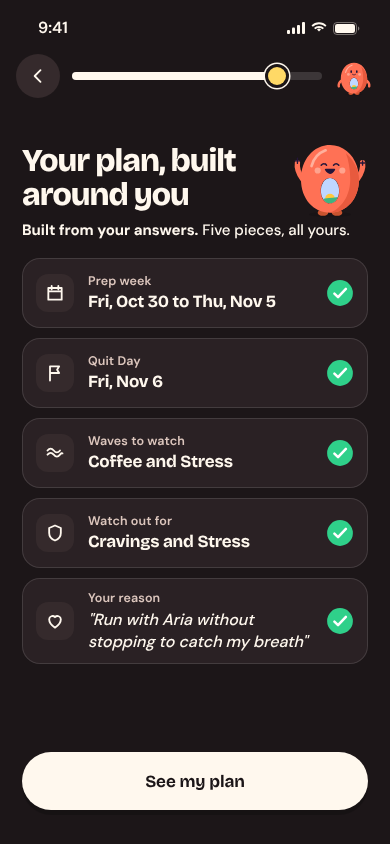 9:41
Your plan, built
around you
Built from your answers. Five pieces, all yours.
Prep week
Fri, Oct 30 to Thu, Nov 5
Quit Day
Fri, Nov 6
Waves to watch
Coffee and Stress
Watch out for
Cravings and Stress
Your reason
"Run with Aria without
stopping to catch my breath"
See my plan